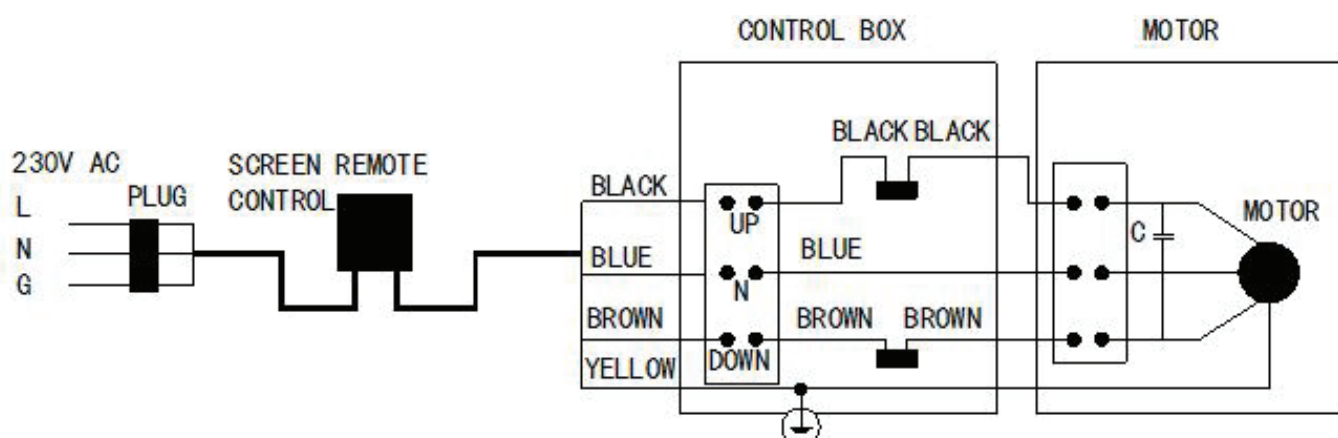 CONTROL BOX
MOTOR
230V AC
L
N
G
PLUG
SCREEN REMOTE
CONTROL
BLACK
BLUE
BROWN
YELLOW
UP
N
DOWN
BLACK BLACK
BLUE
BROWN BROWN
C
MOTOR